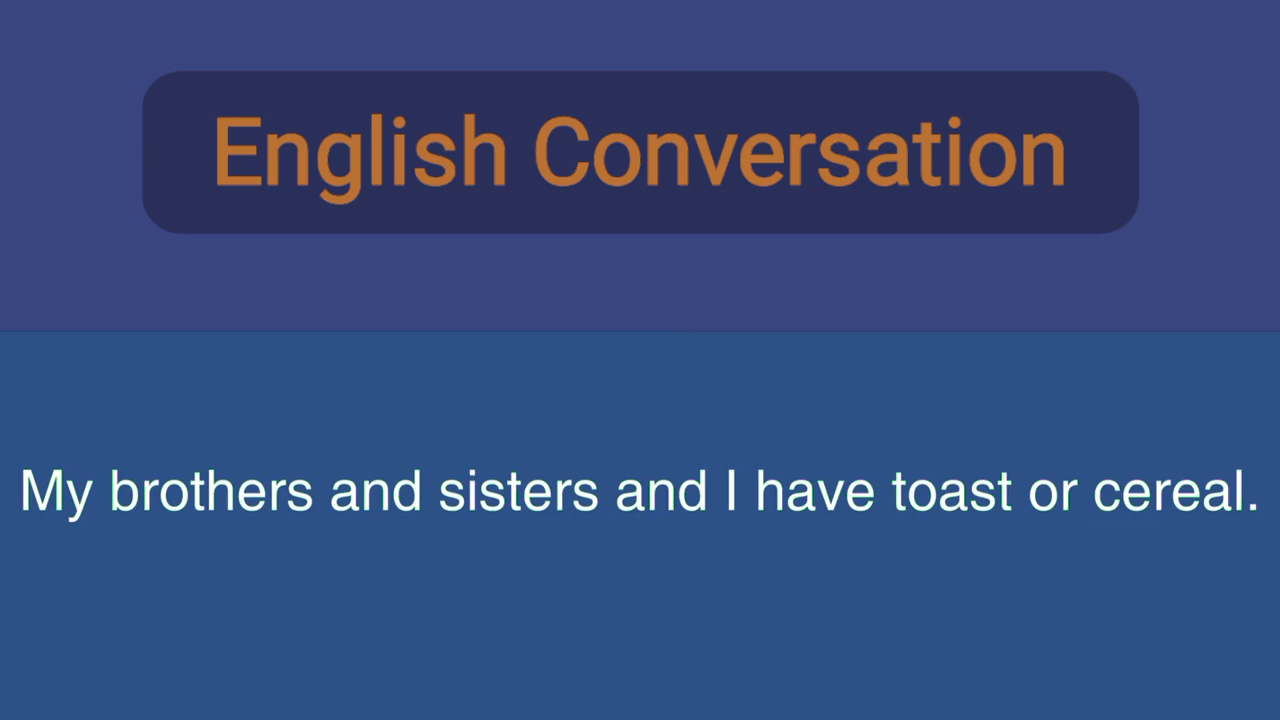 English Conversation
My brothers and sisters and I have toast or cereal.